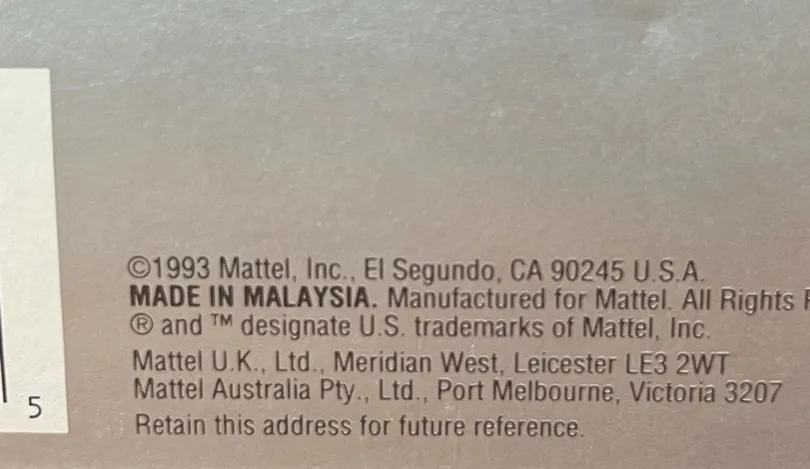 ©1993 Mattel, Inc., El Segundo, CA 90245 U.S.A.
MADE IN MALAYSIA. Manufactured for Mattel. All Rights
® and ™ designate U.S. trademarks of Mattel, Inc.
Mattel U.K., Ltd., Meridian West, Leicester LE3 2WT
Mattel Australia Pty., Ltd., Port Melbourne, Victoria 3207
Retain this address for future reference.
5